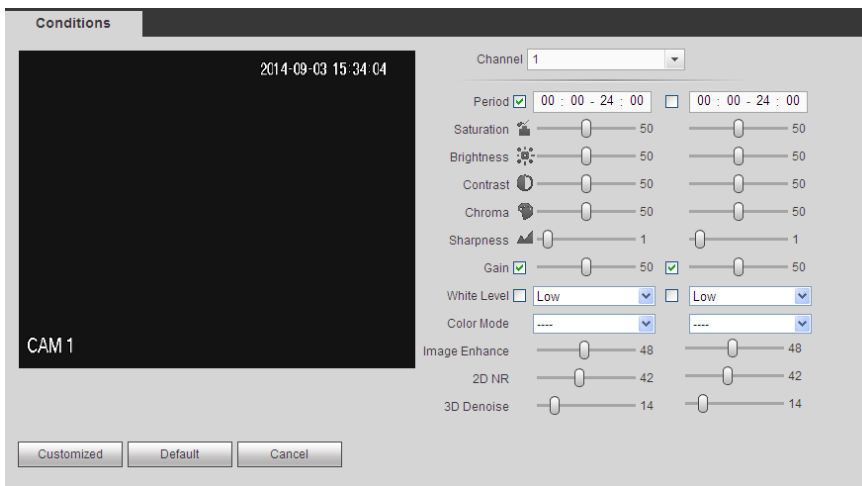 Conditions
2014-09-03 15:34:04
CAM 1
Channel 1
Period 00 : 00 - 24 : 00 00 : 00 - 24 : 00
Saturation 50 50
Brightness 50 50
Contrast 50 50
Chroma 50 50
Sharpness 1 1
Gain 50 50
White Level Low Low
Color Mode ---- ----
Image Enhance 48 48
2D NR 42 42
3D Denoise 14 14
Customized Default Cancel